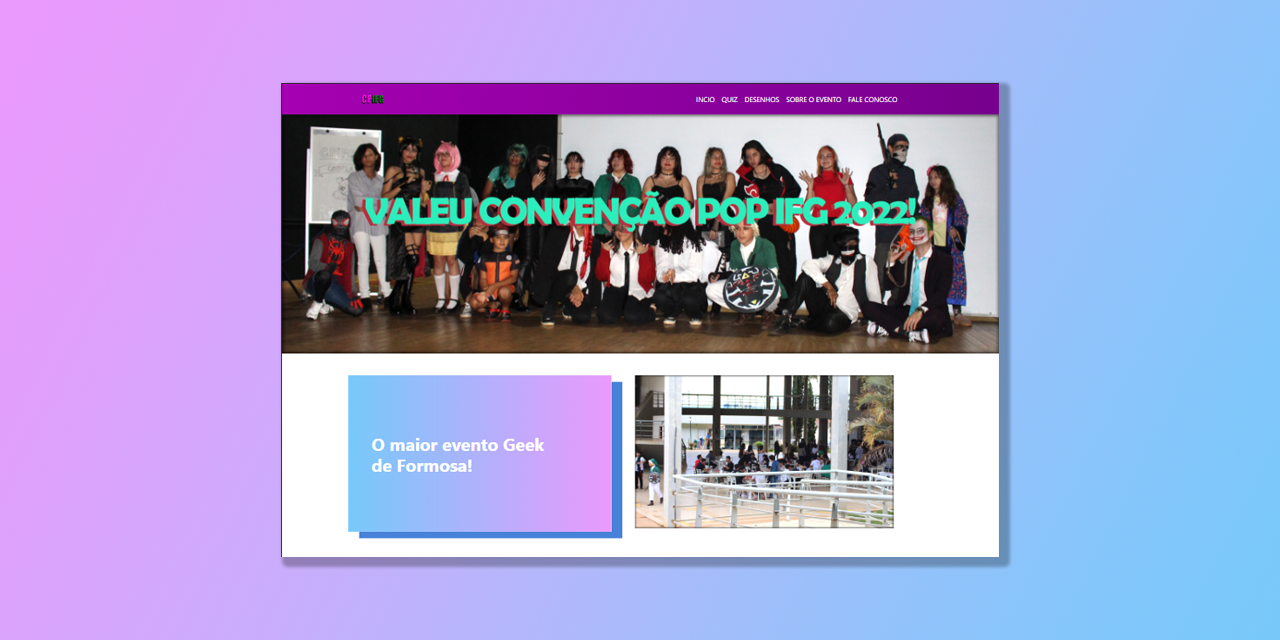 CPIFG
INCIO QUIZ DESENHOS SOBRE O EVENTO FALE CONOSCO
VALEU CONVENÇÃO POP IFG 2022!
O maior evento Geek
de Formosa!